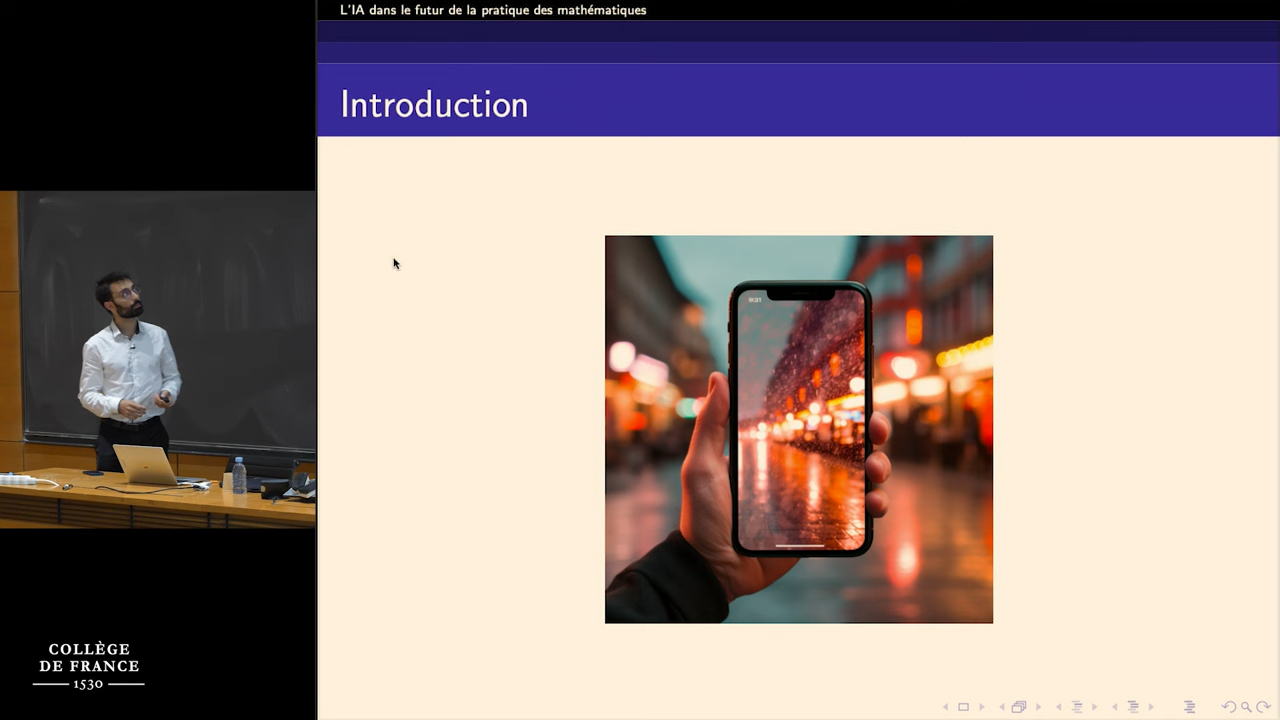 L'IA dans le futur de la pratique des mathématiques
Introduction
COLLÈGE
DE FRANCE
1530